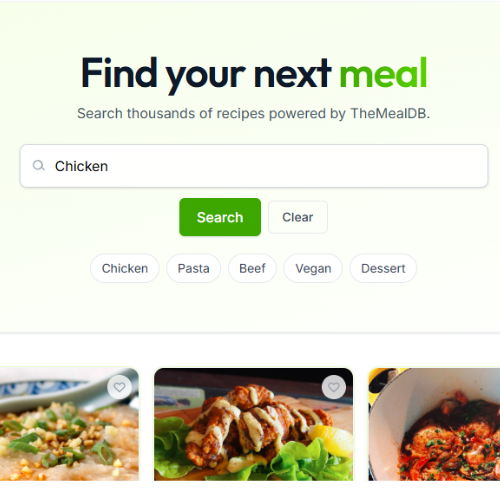 Find your next meal
Search thousands of recipes powered by TheMealDB.
Chicken
Search Clear
Chicken Pasta Beef Vegan Dessert